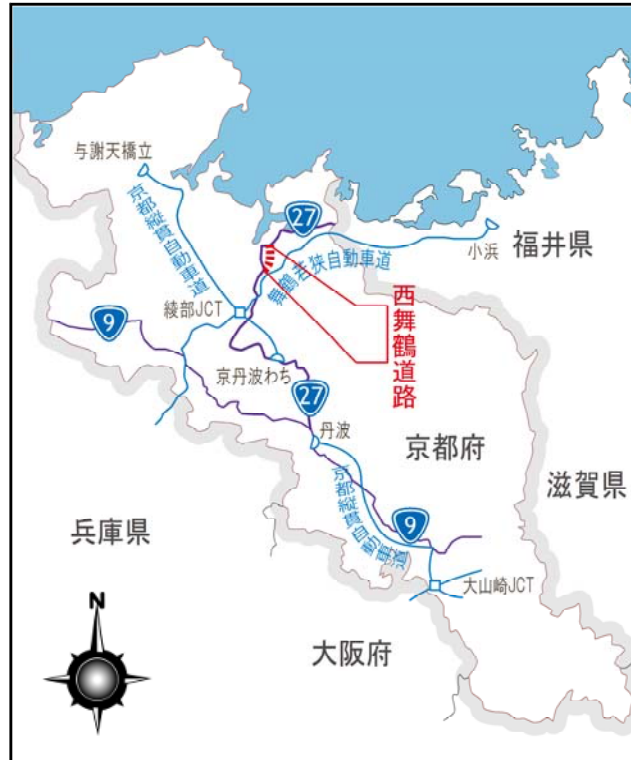 与謝天橋立
京都縦貫自動車道
27
小浜
福井県
舞鶴若狭自動車道
綾部JCT
9
西舞鶴道路
京丹波わち
27
丹波
京都府
滋賀県
京都縦貫自動車道
9
兵庫県
大山崎JCT
N
大阪府